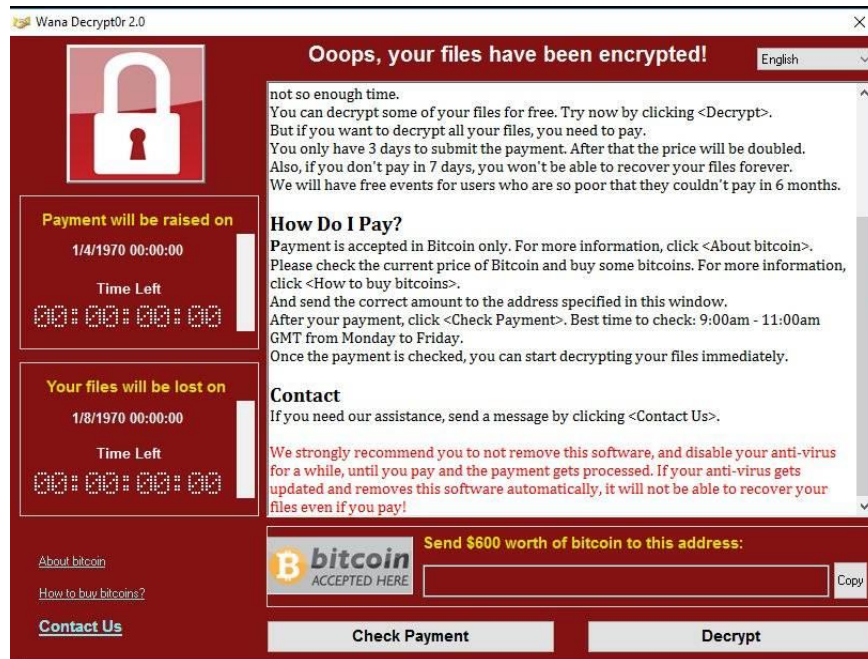 Wana Decrypt0r 2.0
Ooops, your files have been encrypted!
English
not so enough time.
You can decrypt some of your files for free. Try now by clicking <Decrypt>.
But if you want to decrypt all your files, you need to pay.
You only have 3 days to submit the payment. After that the price will be doubled.
Also, if you don't pay in 7 days, you won't be able to recover your files forever.
We will have free events for users who are so poor that they couldn't pay in 6 months.
How Do I Pay?
Payment is accepted in Bitcoin only. For more information, click <About bitcoin>.
Please check the current price of Bitcoin and buy some bitcoins. For more information,
click <How to buy bitcoins>.
And send the correct amount to the address specified in this window.
After your payment, click <Check Payment>. Best time to check: 9:00am - 11:00am
GMT from Monday to Friday.
Once the payment is checked, you can start decrypting your files immediately.
Contact
If you need our assistance, send a message by clicking <Contact Us>.
We strongly recommend you to not remove this software, and disable your anti-virus
for a while, until you pay and the payment gets processed. If your anti-virus gets
updated and removes this software automatically, it will not be able to recover your
files even if you pay!
Payment will be raised on
1/4/1970 00:00:00
Time Left
00:00:00:00
Your files will be lost on
1/8/1970 00:00:00
Time Left
00:00:00:00
About bitcoin
How to buy bitcoins?
Contact Us
bitcoin
ACCEPTED HERE
Send $600 worth of bitcoin to this address:
Copy
Check Payment
Decrypt